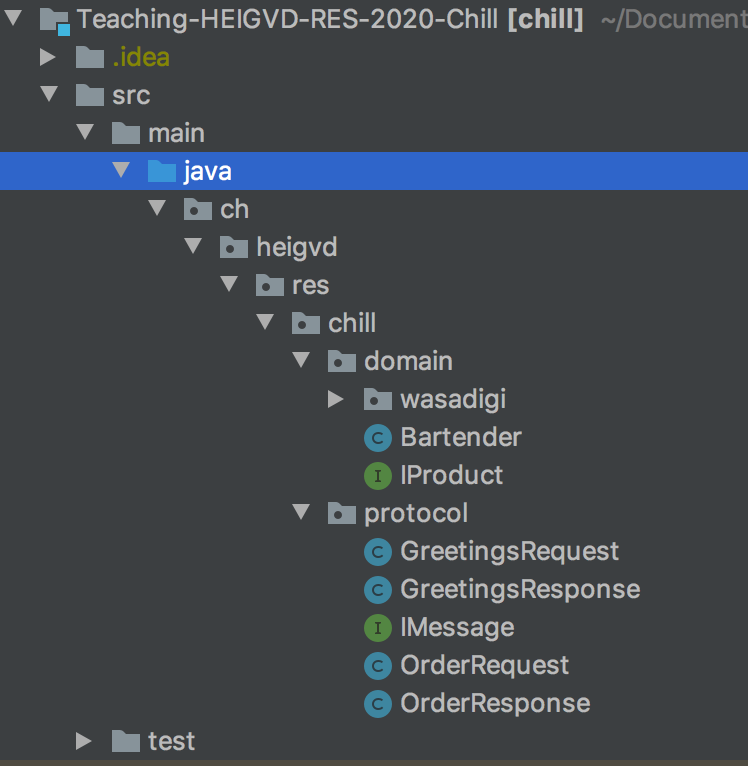 Teaching-HEIGVD-RES-2020-Chill [chill] ~/Document
.idea
src
main
java
ch
heigvd
res
chill
domain
wasadigi
C Bartender
I IProduct
protocol
C GreetingsRequest
C GreetingsResponse
I IMessage
C OrderRequest
C OrderResponse
test